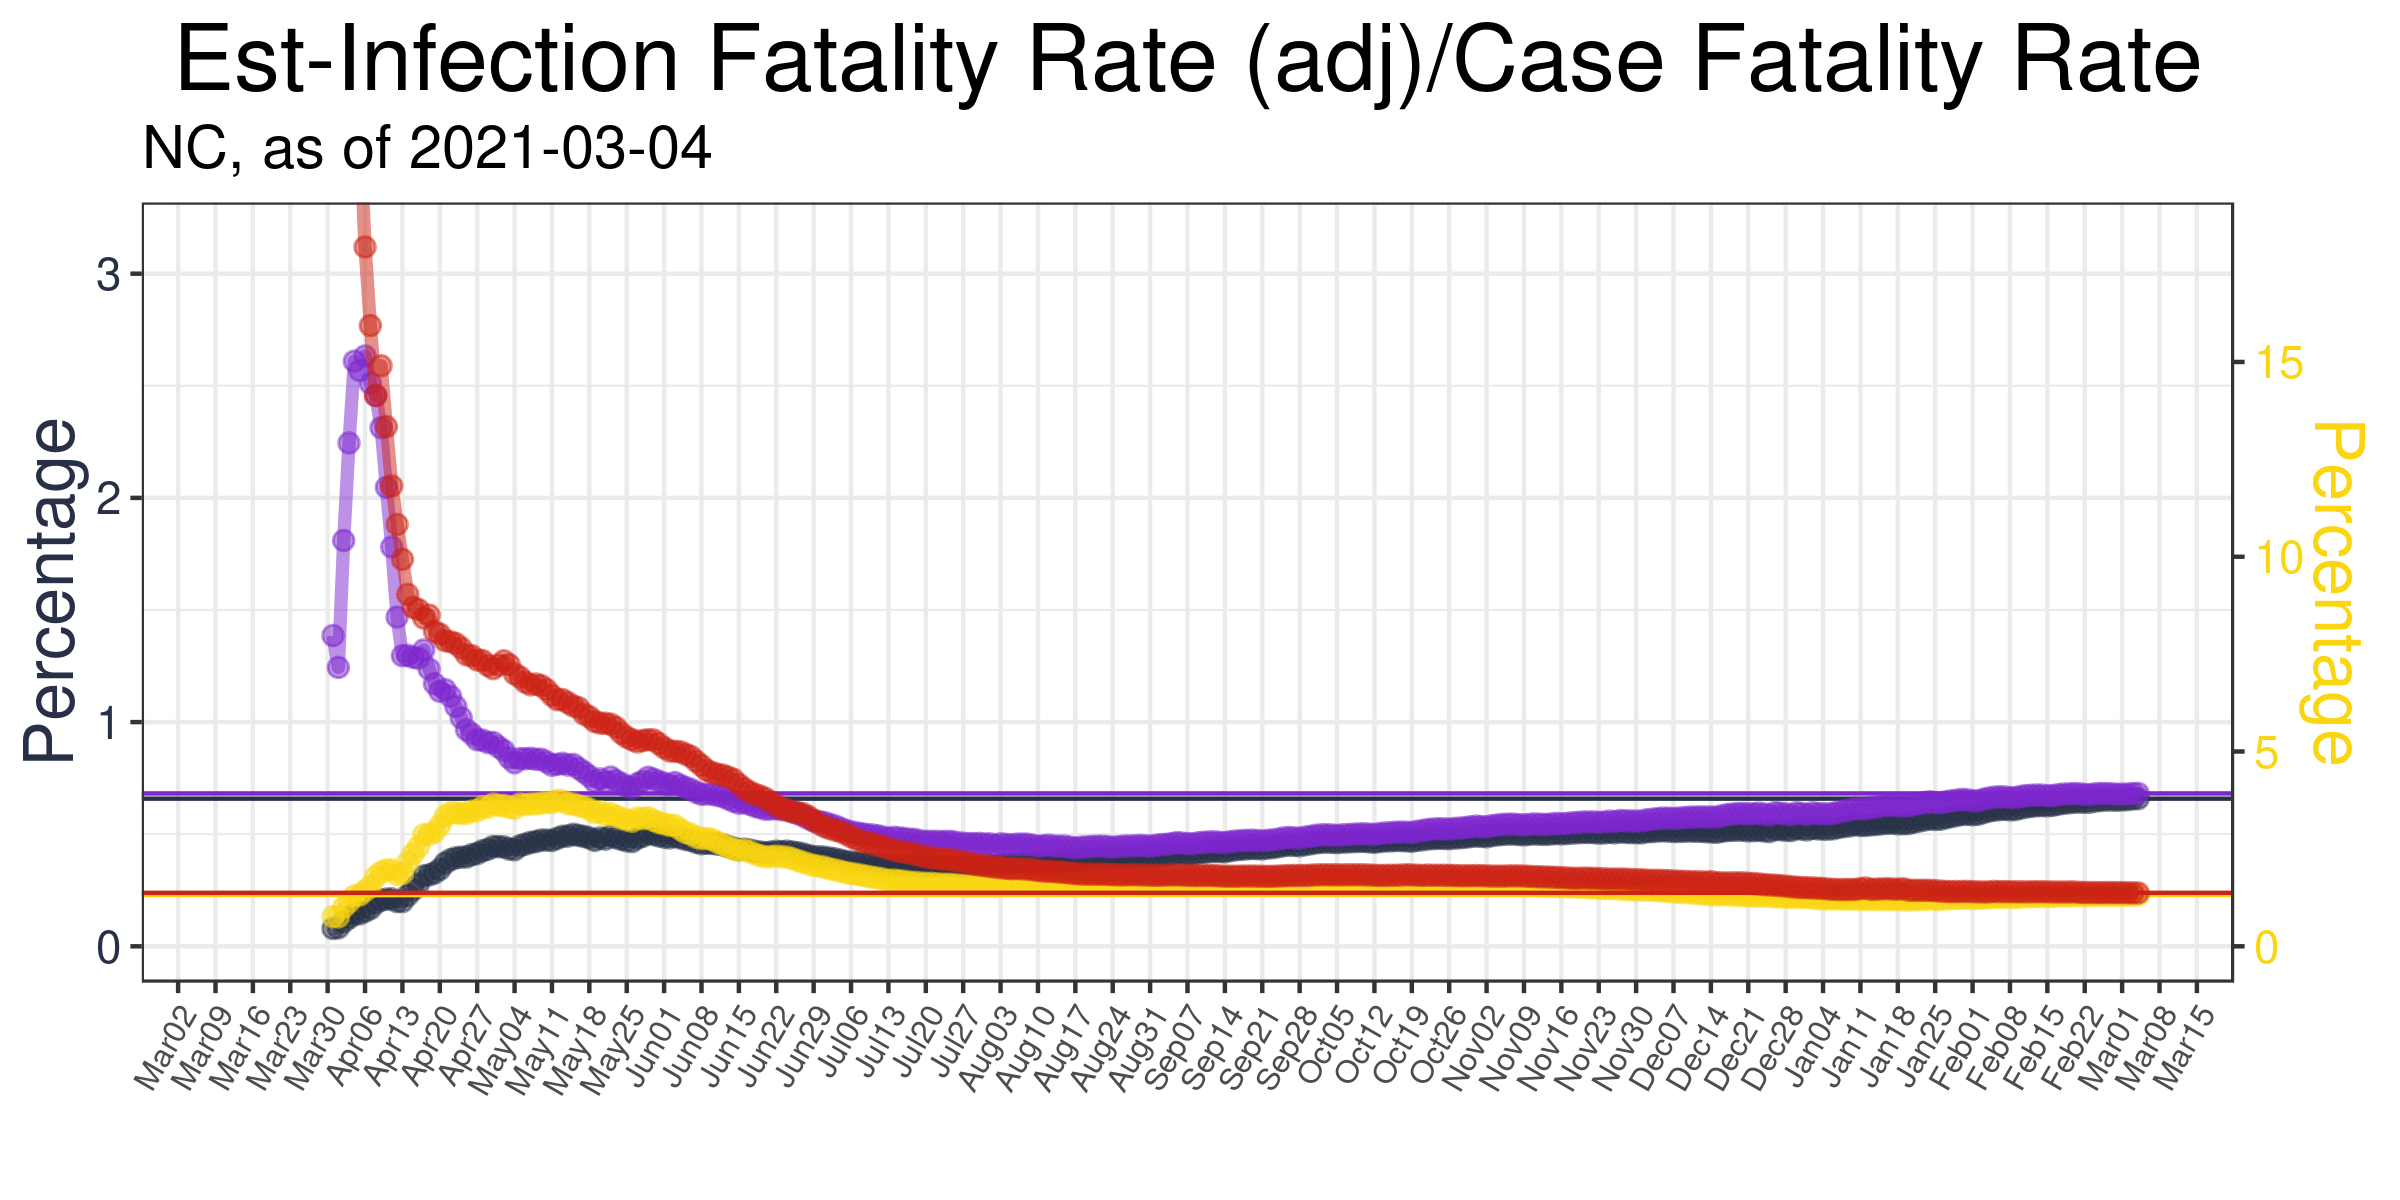 Est-Infection Fatality Rate (adj)/Case Fatality Rate
NC, as of 2021-03-04
Percentage
3
2
1
0
15
10
5
0
Percentage
Mar02
Mar09
Mar16
Mar23
Mar30
Apr06
Apr13
Apr20
Apr27
May04
May11
May18
May25
Jun01
Jun08
Jun15
Jun22
Jun29
Jul06
Jul13
Jul20
Jul27
Aug03
Aug10
Aug17
Aug24
Aug31
Sep07
Sep14
Sep21
Sep28
Oct05
Oct12
Oct19
Oct26
Nov02
Nov09
Nov16
Nov23
Nov30
Dec07
Dec14
Dec21
Dec28
Jan04
Jan11
Jan18
Jan25
Feb01
Feb08
Feb15
Feb22
Mar01
Mar08
Mar15